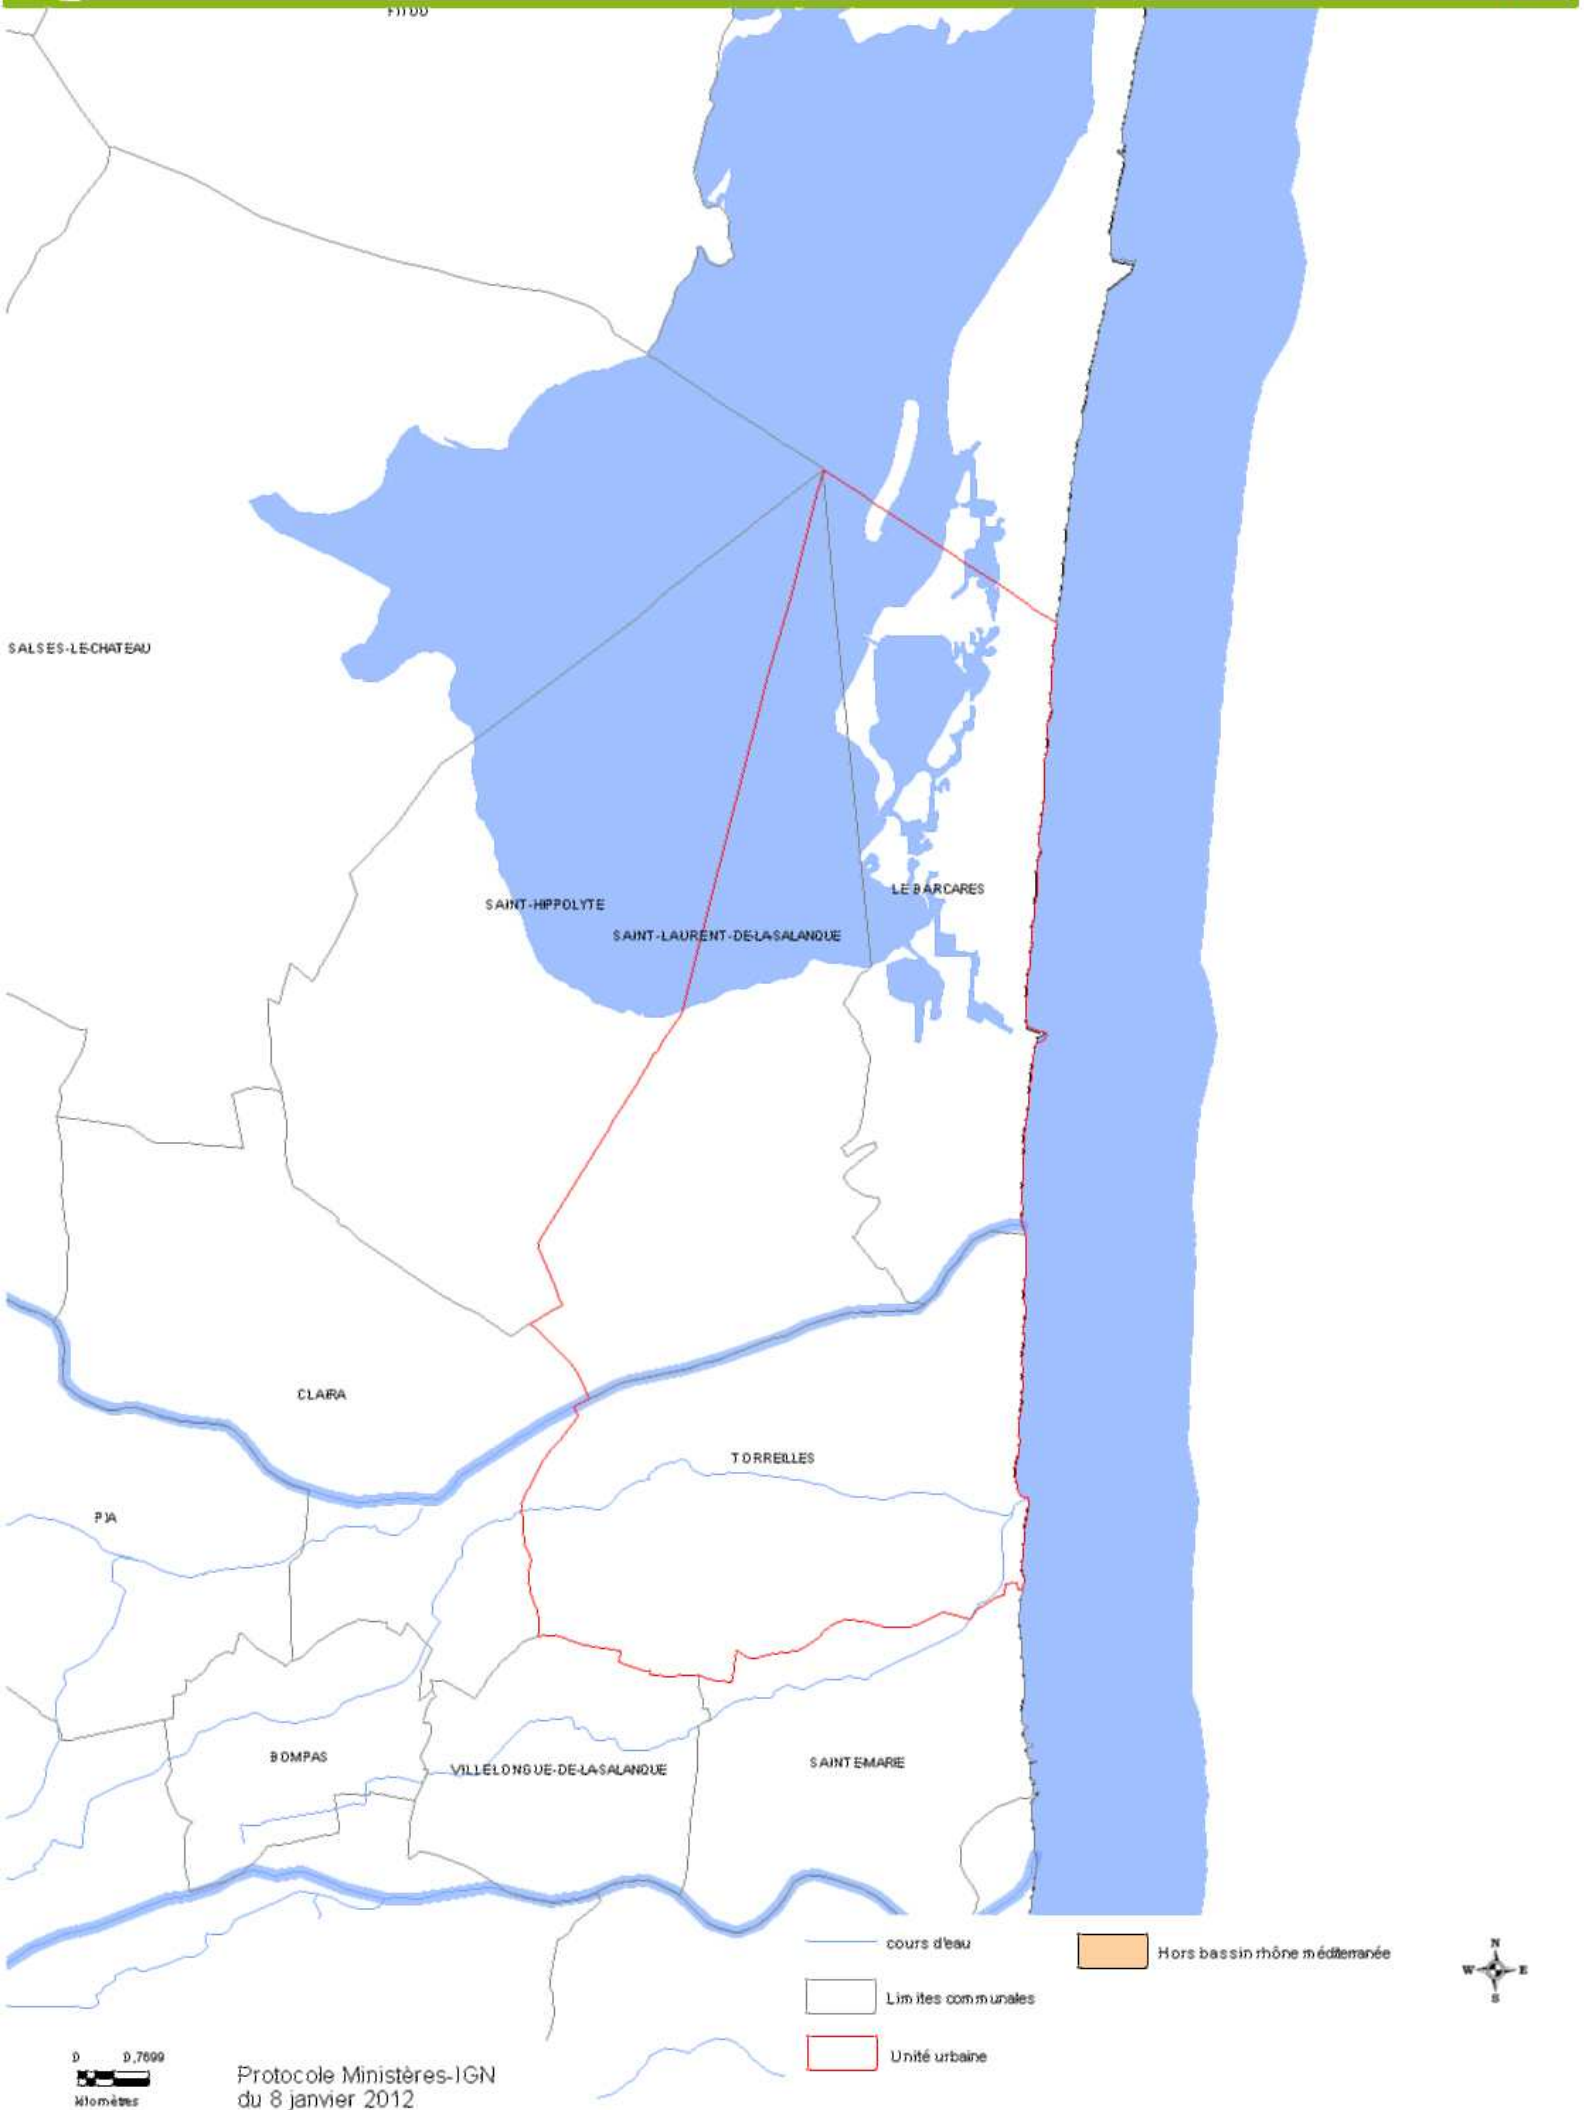 SALSES-LE-CHATEAU
SAINT-HIPPOLYTE
LE BARCARES
SAINT-LAURENT-DE-LA-SALANQUE
CLAIRA
TORREILLES
PIA
BOMPAS
VILLELONGUE-DE-LA-SALANQUE
SAINTE-MARIE
cours d'eau
Hors bassin rhône méditerranée
Limites communales
Unité urbaine
N
W E
S
0 0,7699
kilomètres
Protocole Ministères-IGN
du 8 janvier 2012